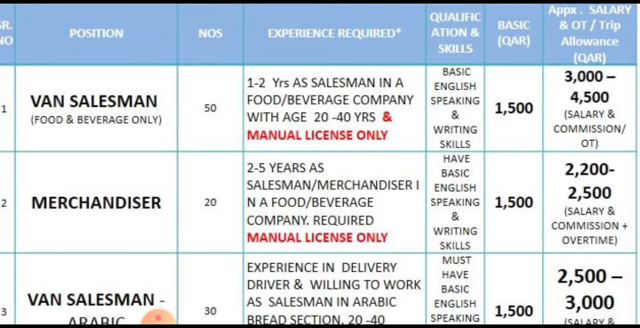 SR. NO
POSITION
NOS
EXPERIENCE REQUIRED*
QUALIFIC
ATION &
SKILLS
BASIC
(QAR)
Appx . SALARY
& OT / Trip
Allowance
(QAR)
1
VAN SALESMAN
(FOOD & BEVERAGE ONLY)
50
1-2 Yrs AS SALESMAN IN A
FOOD/BEVERAGE COMPANY
WITH AGE 20 -40 YRS &
MANUAL LICENSE ONLY
BASIC
ENGLISH
SPEAKING
&
WRITING
SKILLS
1,500
3,000 –
4,500
(SALARY &
COMMISSION/
OT)
2
MERCHANDISER
20
2-5 YEARS AS
SALESMAN/MERCHANDISER I
N A FOOD/BEVERAGE
COMPANY. REQUIRED
MANUAL LICENSE ONLY
HAVE
BASIC
ENGLISH
SPEAKING
&
WRITING
SKILLS
1,500
2,200-
2,500
(SALARY &
COMMISSION +
OVERTIME)
3
VAN SALESMAN -
ARABIC
30
EXPERIENCE IN DELIVERY
DRIVER & WILLING TO WORK
AS SALESMAN IN ARABIC
BREAD SECTION. 20 -40
MUST
HAVE
BASIC
ENGLISH
SPEAKING
1,500
2,500 –
3,000
(SALARY &